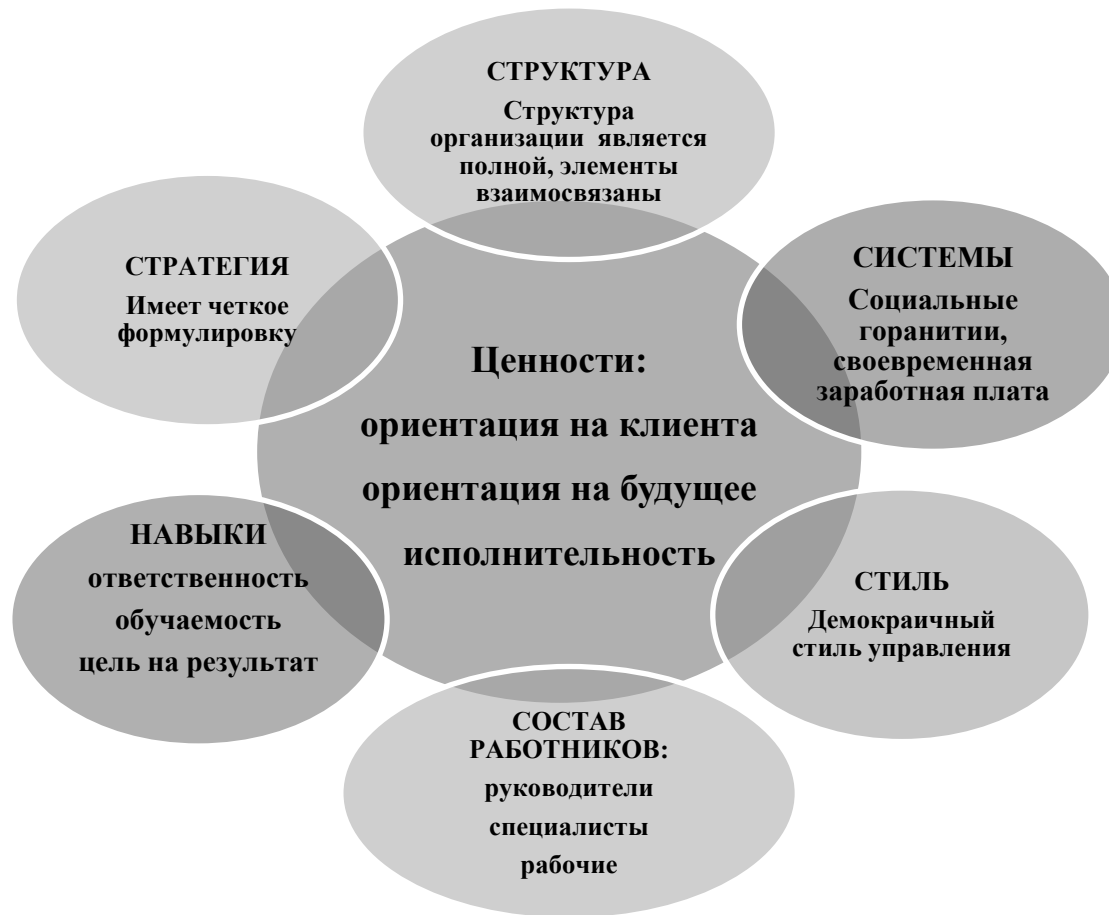 СТРУКТУРА
Структура
организации является
полной, элементы
взаимосвязаны
СИСТЕМЫ
Социальные
горанитии,
своевременная
заработная плата
СТИЛЬ
Демокраичный
стиль управления
СОСТАВ
РАБОТНИКОВ:
руководители
специалисты
рабочие
НАВЫКИ
ответственность
обучаемость
цель на результат
СТРАТЕГИЯ
Имеет четкое
формулировку
Ценности:
ориентация на клиента
ориентация на будущее
исполнительность